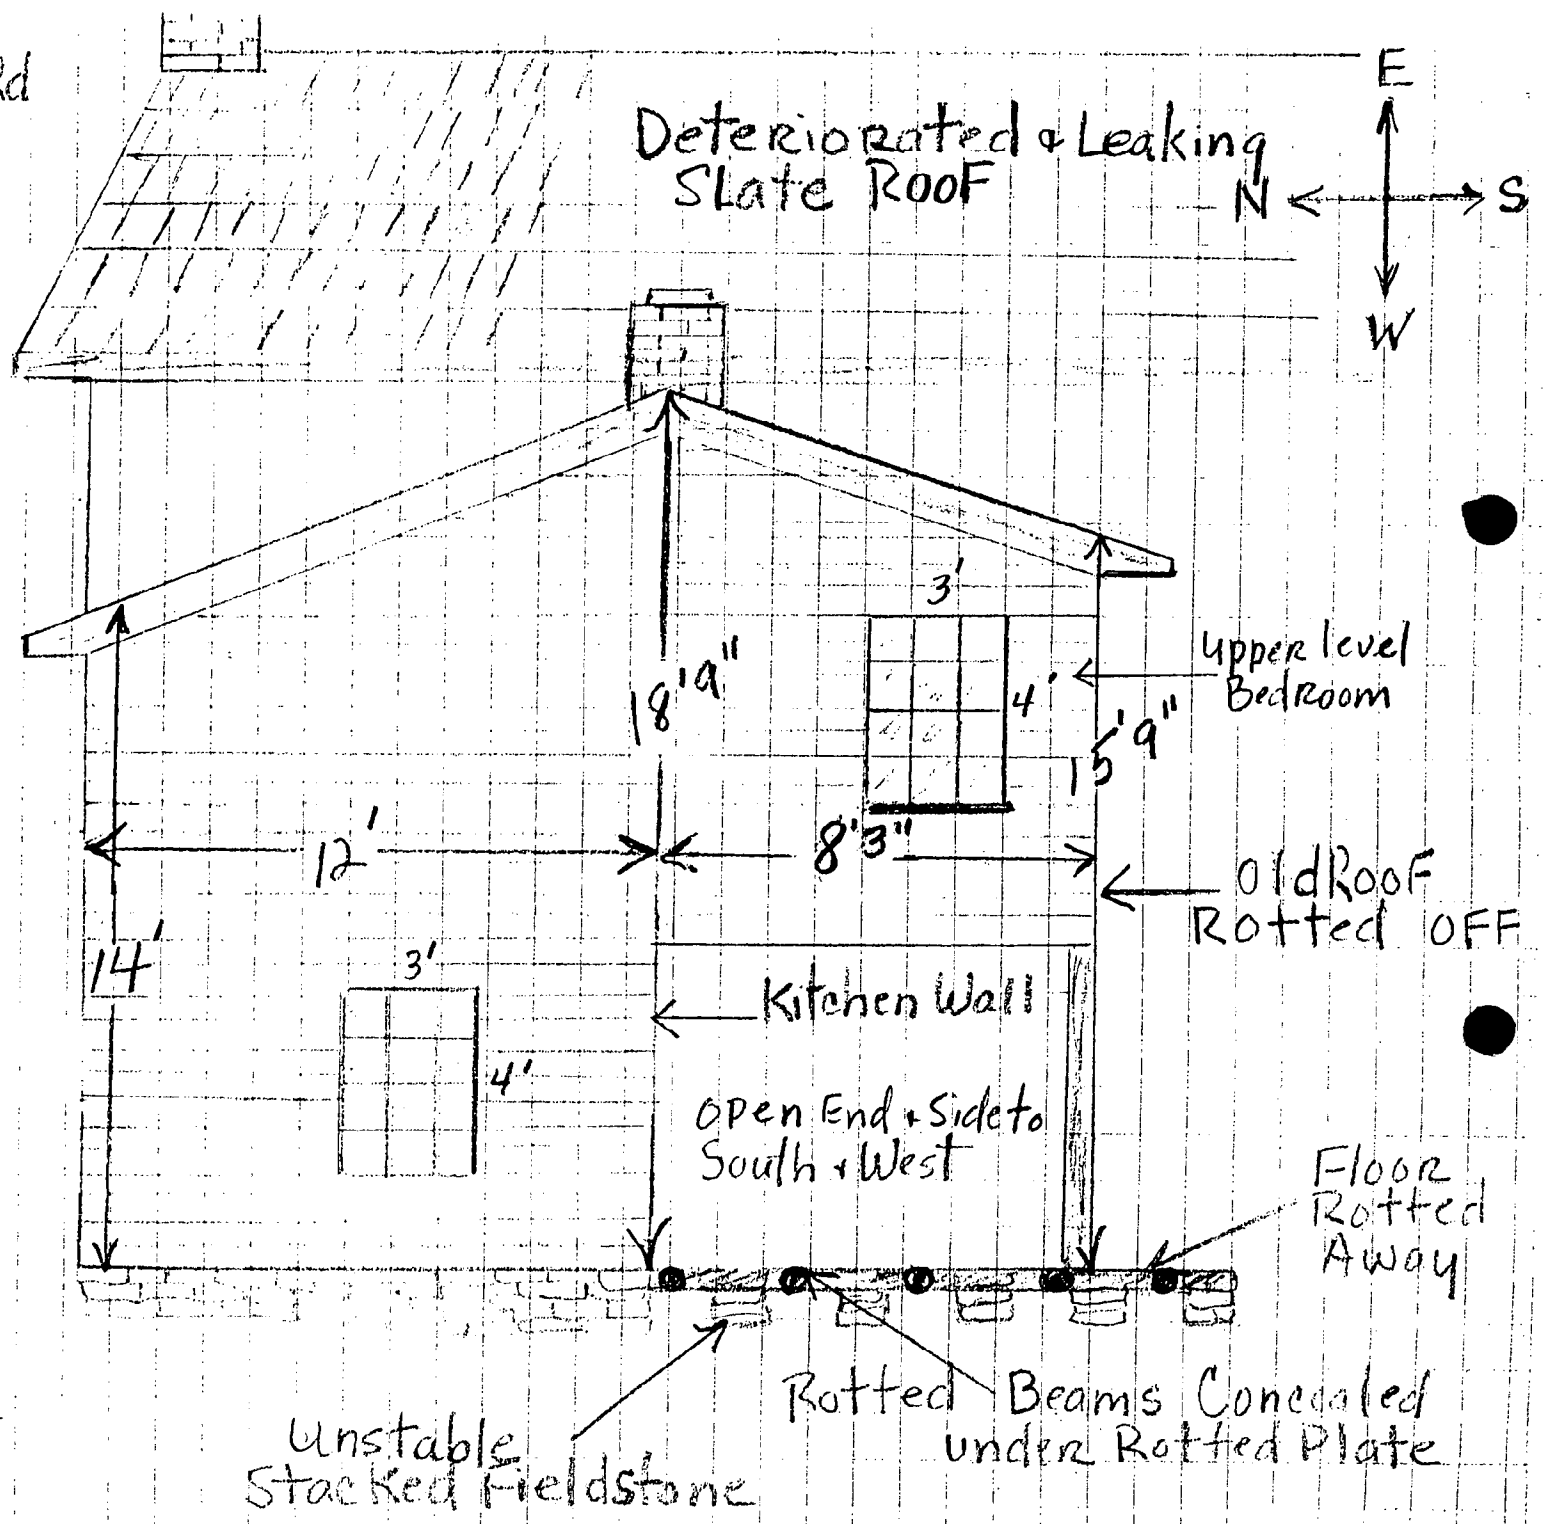 Rd
E
Deteriorated & Leaking
Slate Roof
N
S
W
3'
Upper level
Bedroom
4'
18'9"
15'9"
12'
8'3"
Old Roof
Rotted OFF
14'
3'
Kitchen Wall
4'
Open End & Side to
South & West
Floor
Rotted
Away
Rotted Beams Concealed
under Rotted Plate
Unstable
Stacked Fieldstone